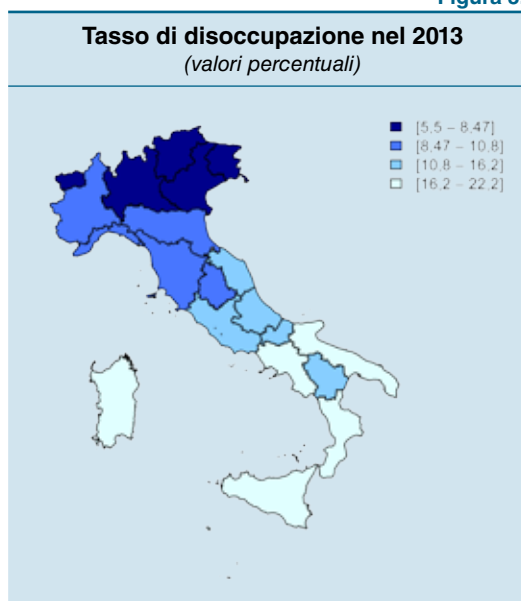 Figura
Tasso di disoccupazione nel 2013
(valori percentuali)
[5,5 – 8,47]
[8,47 – 10,8]
[10,8 – 16,2]
[16,2 – 22,2]